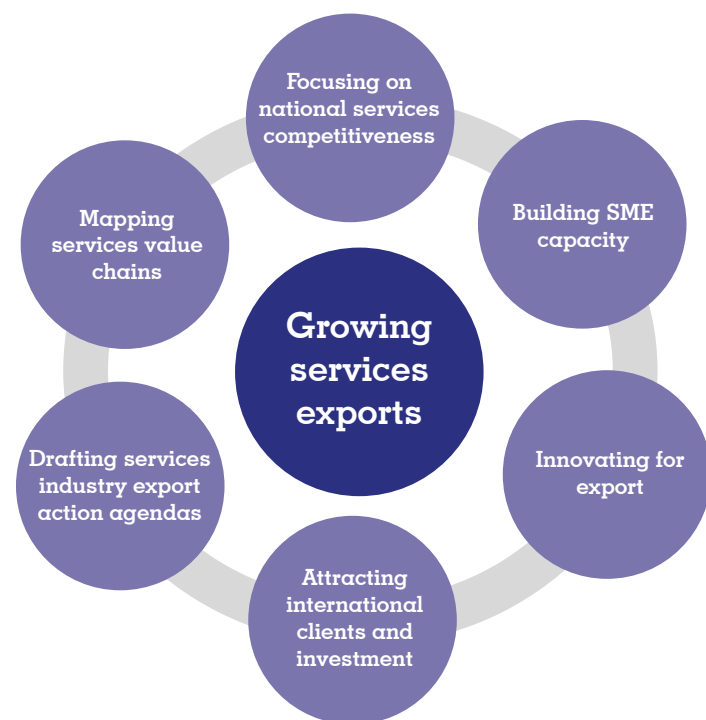 Focusing on
national services
competitiveness
Building SME
capacity
Innovating for
export
Attracting
international
clients and
investment
Drafting services
industry export
action agendas
Mapping
services value
chains
Growing
services
exports